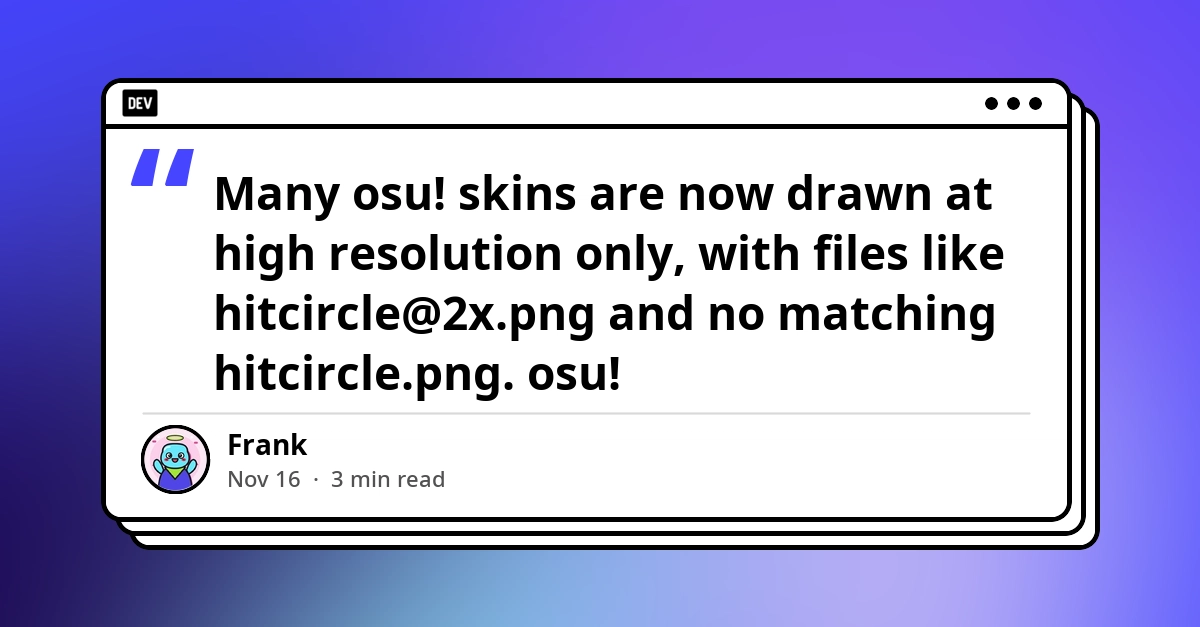 DEV
“
Many osu! skins are now drawn at
high resolution only, with files like
hitcircle@2x.png and no matching
hitcircle.png. osu!
Frank
Nov 16 · 3 min read